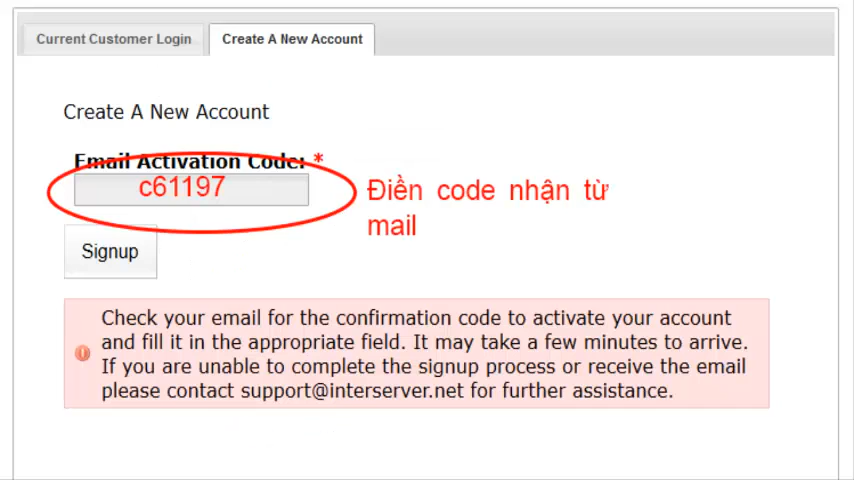 Current Customer Login
Create A New Account
Create A New Account
Email Activation Code: *
c61197
Điền code nhận từ
mail
Signup
Check your email for the confirmation code to activate your account
and fill it in the appropriate field. It may take a few minutes to arrive.
If you are unable to complete the signup process or receive the email
please contact support@interserver.net for further assistance.